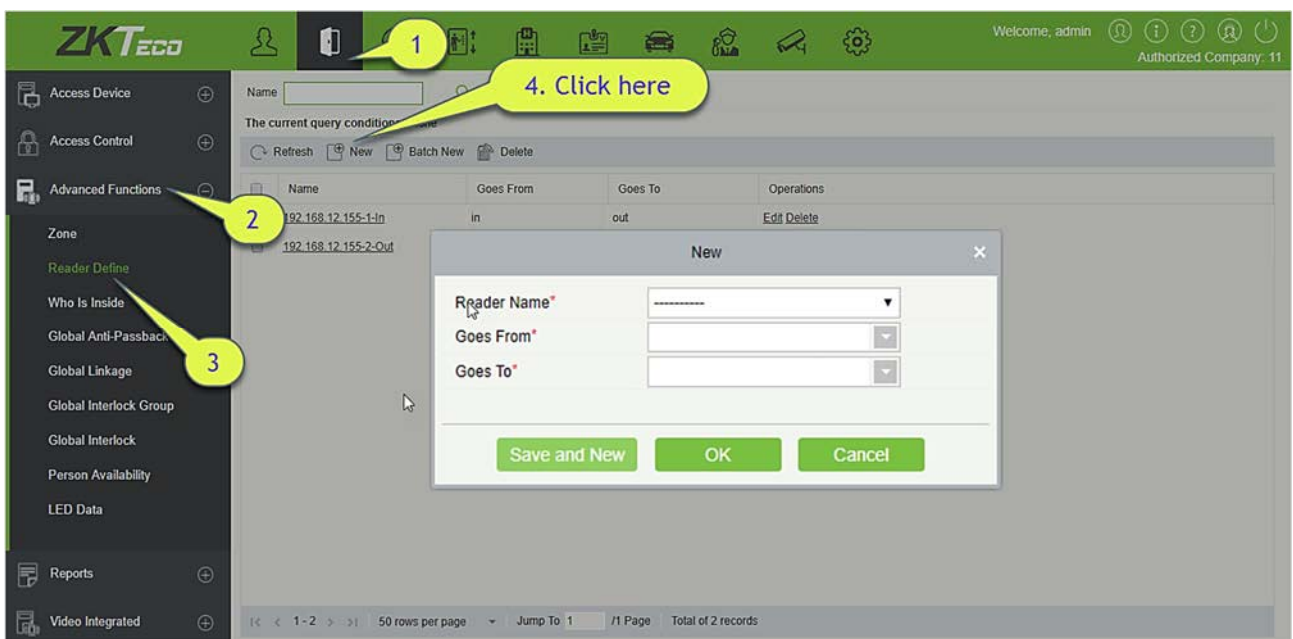 ZKTECO
1
Welcome, admin
Authorized Company: 11
Access Device
Name
4. Click here
The current query conditions
Access Control
Refresh New Batch New Delete
Advanced Functions
Name Goes From Goes To Operations
2
192.168.12.155-1-In in out Edit Delete
Zone
192.168.12.155-2-Out
New
Reader Define
Reader Name* ----------
Who Is Inside
Goes From*
Global Anti-Passback
3
Goes To*
Global Linkage
Global Interlock Group
Global Interlock
Save and New OK Cancel
Person Availability
LED Data
Reports
Video Integrated
1-2 50 rows per page Jump To 1 /1 Page Total of 2 records